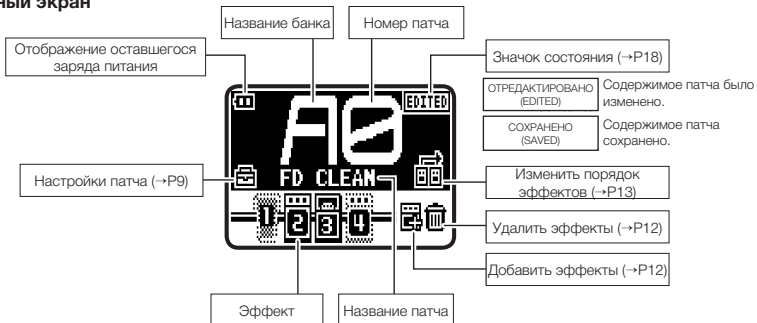 ный экран
Название банка
Номер патча
Отображение оставшегося
заряда питания
Значок состояния (→P18)
ОТРЕДАКТИРОВАНО
(EDITED)
Содержимое патча было
изменено.
СОХРАНЕНО
(SAVED)
Содержимое патча
сохранено.
EDITED
A0
FD CLEAN
Настройки патча (→P9)
Изменить порядок
эффектов (→P13)
1 2 3 4
Удалить эффекты (→P12)
Добавить эффекты (→P12)
Эффект
Название патча